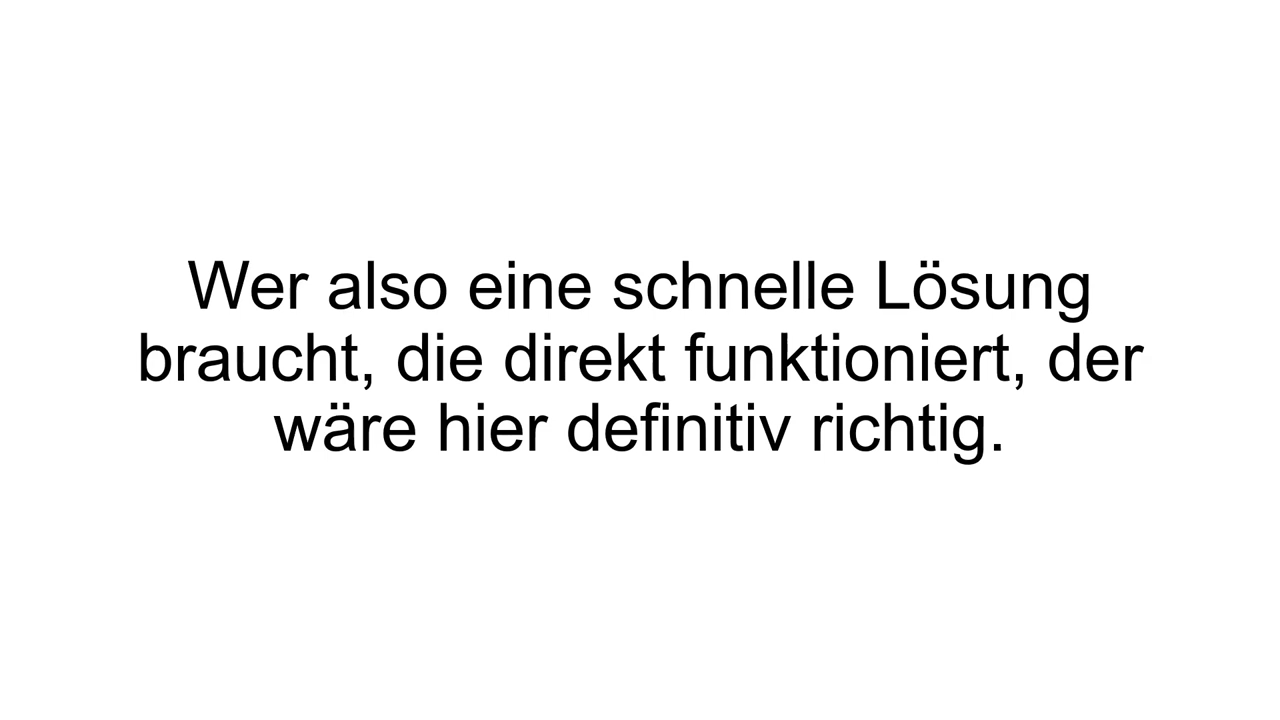 Wer also eine schnelle Lösung
braucht, die direkt funktioniert, der
wäre hier definitiv richtig.